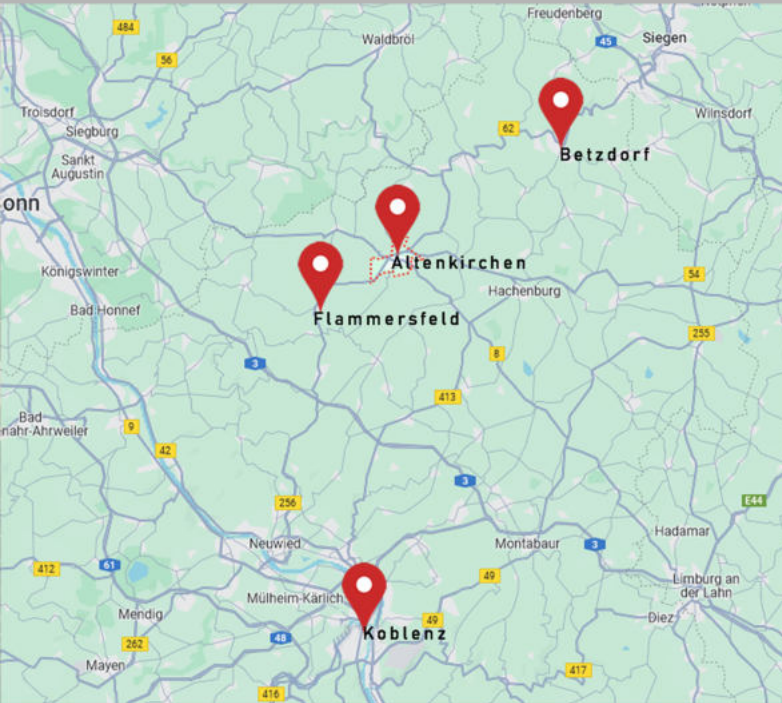 Freudenberg
484
Waldbröl
45
Siegen
56
Troisdorf
Wilnsdorf
Siegburg
62
Betzdorf
Sankt
Augustin
onn
Altenkirchen
Königswinter
54
Hachenburg
Bad Honnef
Flammersfeld
255
8
3
413
Bad
nahr-Ahrweiler
9
42
3
E44
256
Hadamar
Neuwied
Montabaur
3
61
412
49
Limburg an
der Lahn
Mülheim-Kärlich
Mendig
49
Diez
Koblenz
48
262
Mayen
417
416